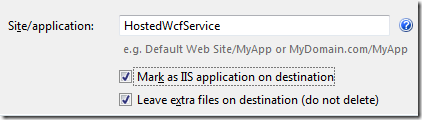 Site/application: HostedWcfService
e.g. Default Web Site/MyApp or MyDomain.com/MyApp
Mark as IIS application on destination
Leave extra files on destination (do not delete)